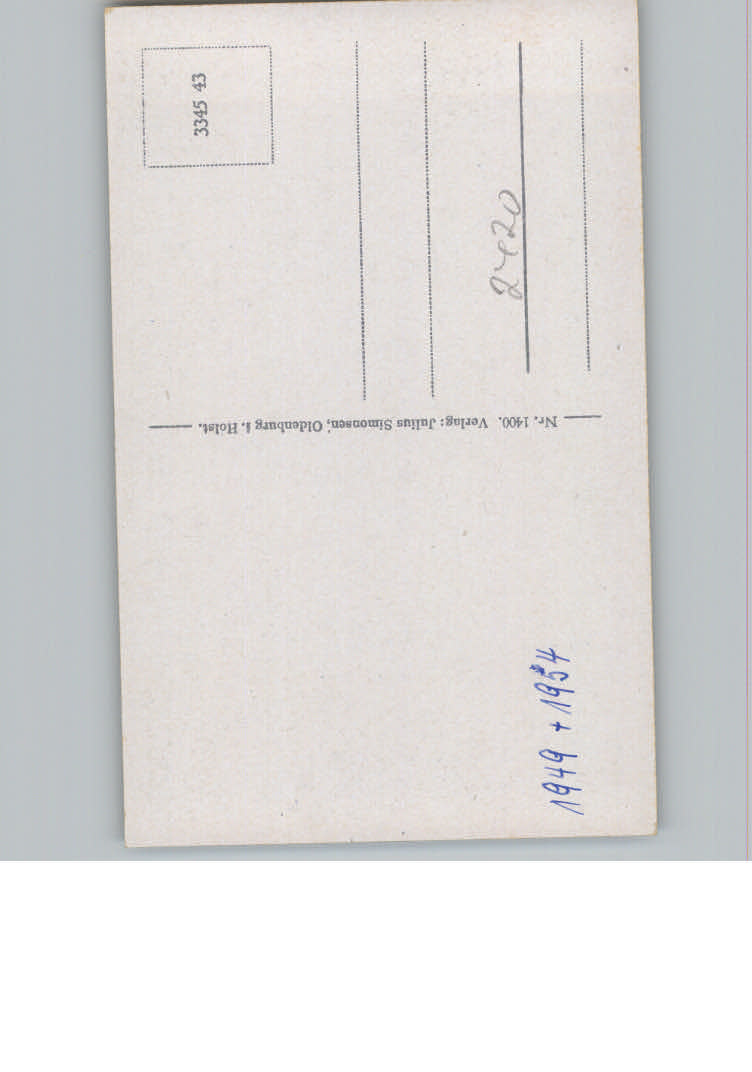 3345 43
2420
Nr. 1400. Verlag: Julius Simonsen, Oldenburg i. Holst.
1949 + 1954